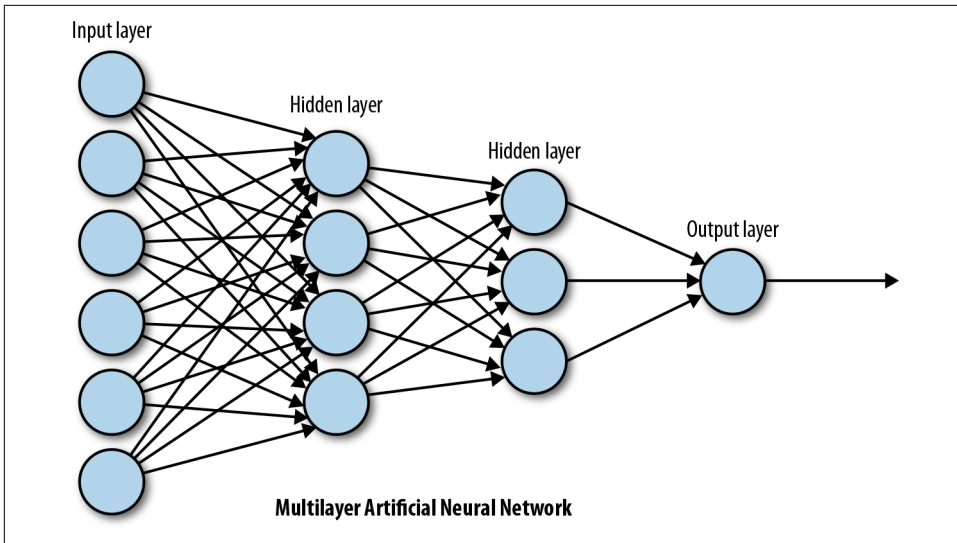 Input layer
Hidden layer
Hidden layer
Output layer
Multilayer Artificial Neural Network